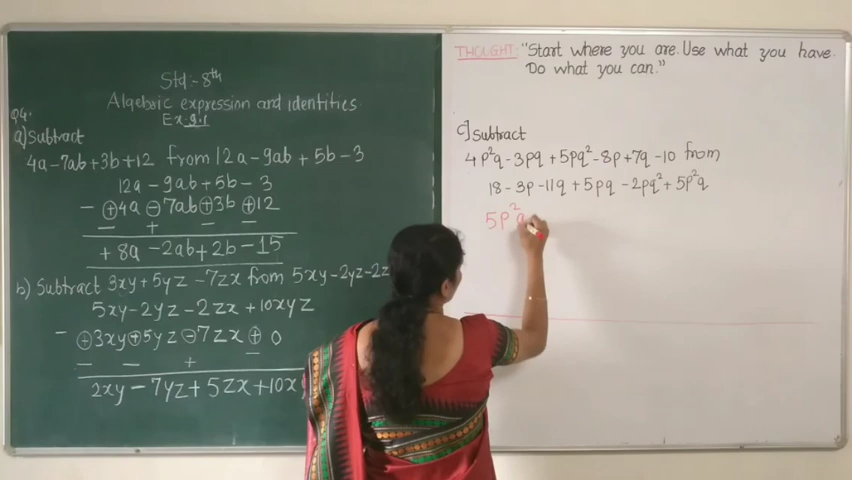 Std - 8th
Algebraic expression and identities
Ex-9.1
Q4.
a) Subtract
4a-7ab+3b+12 from 12a-9ab+5b-3
12a-9ab+5b-3
- ⊕4a ⊖7ab ⊕3b ⊕12
- + - -
+8a-2ab+2b-15
b) Subtract 3xy+5yz-7zx from 5xy-2yz-2z
5xy-2yz-2zx+10xyz
- ⊕3xy ⊕5yz ⊖7zx ⊕ 0
- - + -
2xy-7yz+5zx+10x
THOUGHT: "Start where you are. Use what you have.
Do what you can."
c) Subtract
4p²q-3pq+5pq²-8p+7q-10 from
18-3p-11q+5pq-2pq²+5p²q
5p²q